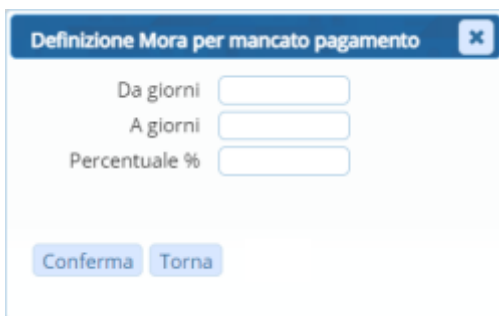 Definizione Mora per mancato pagamento
Da giorni
A giorni
Percentuale %
Conferma Torna